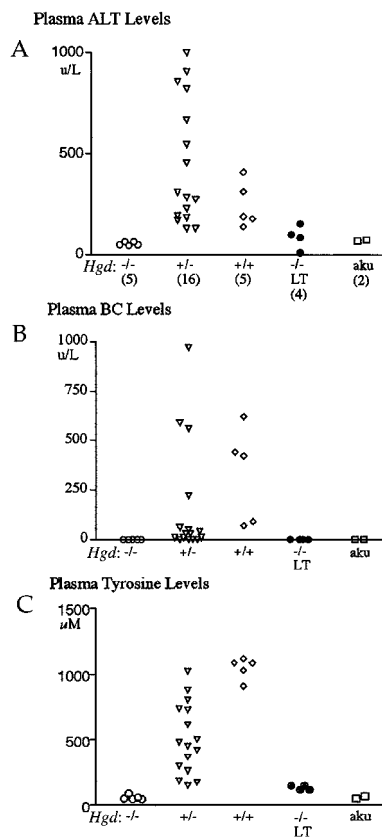 Plasma ALT Levels
A
1000
u/L
500
0
Hgd: -/- +/- +/+ -/- aku
LT
(5) (16) (5) (4) (2)
Plasma BC Levels
B
1000
u/L
750
500
250
0
Hgd: -/- +/- +/+ -/- aku
LT
Plasma Tyrosine Levels
C
1500
µM
1000
500
0
Hgd: -/- +/- +/+ -/- aku
LT